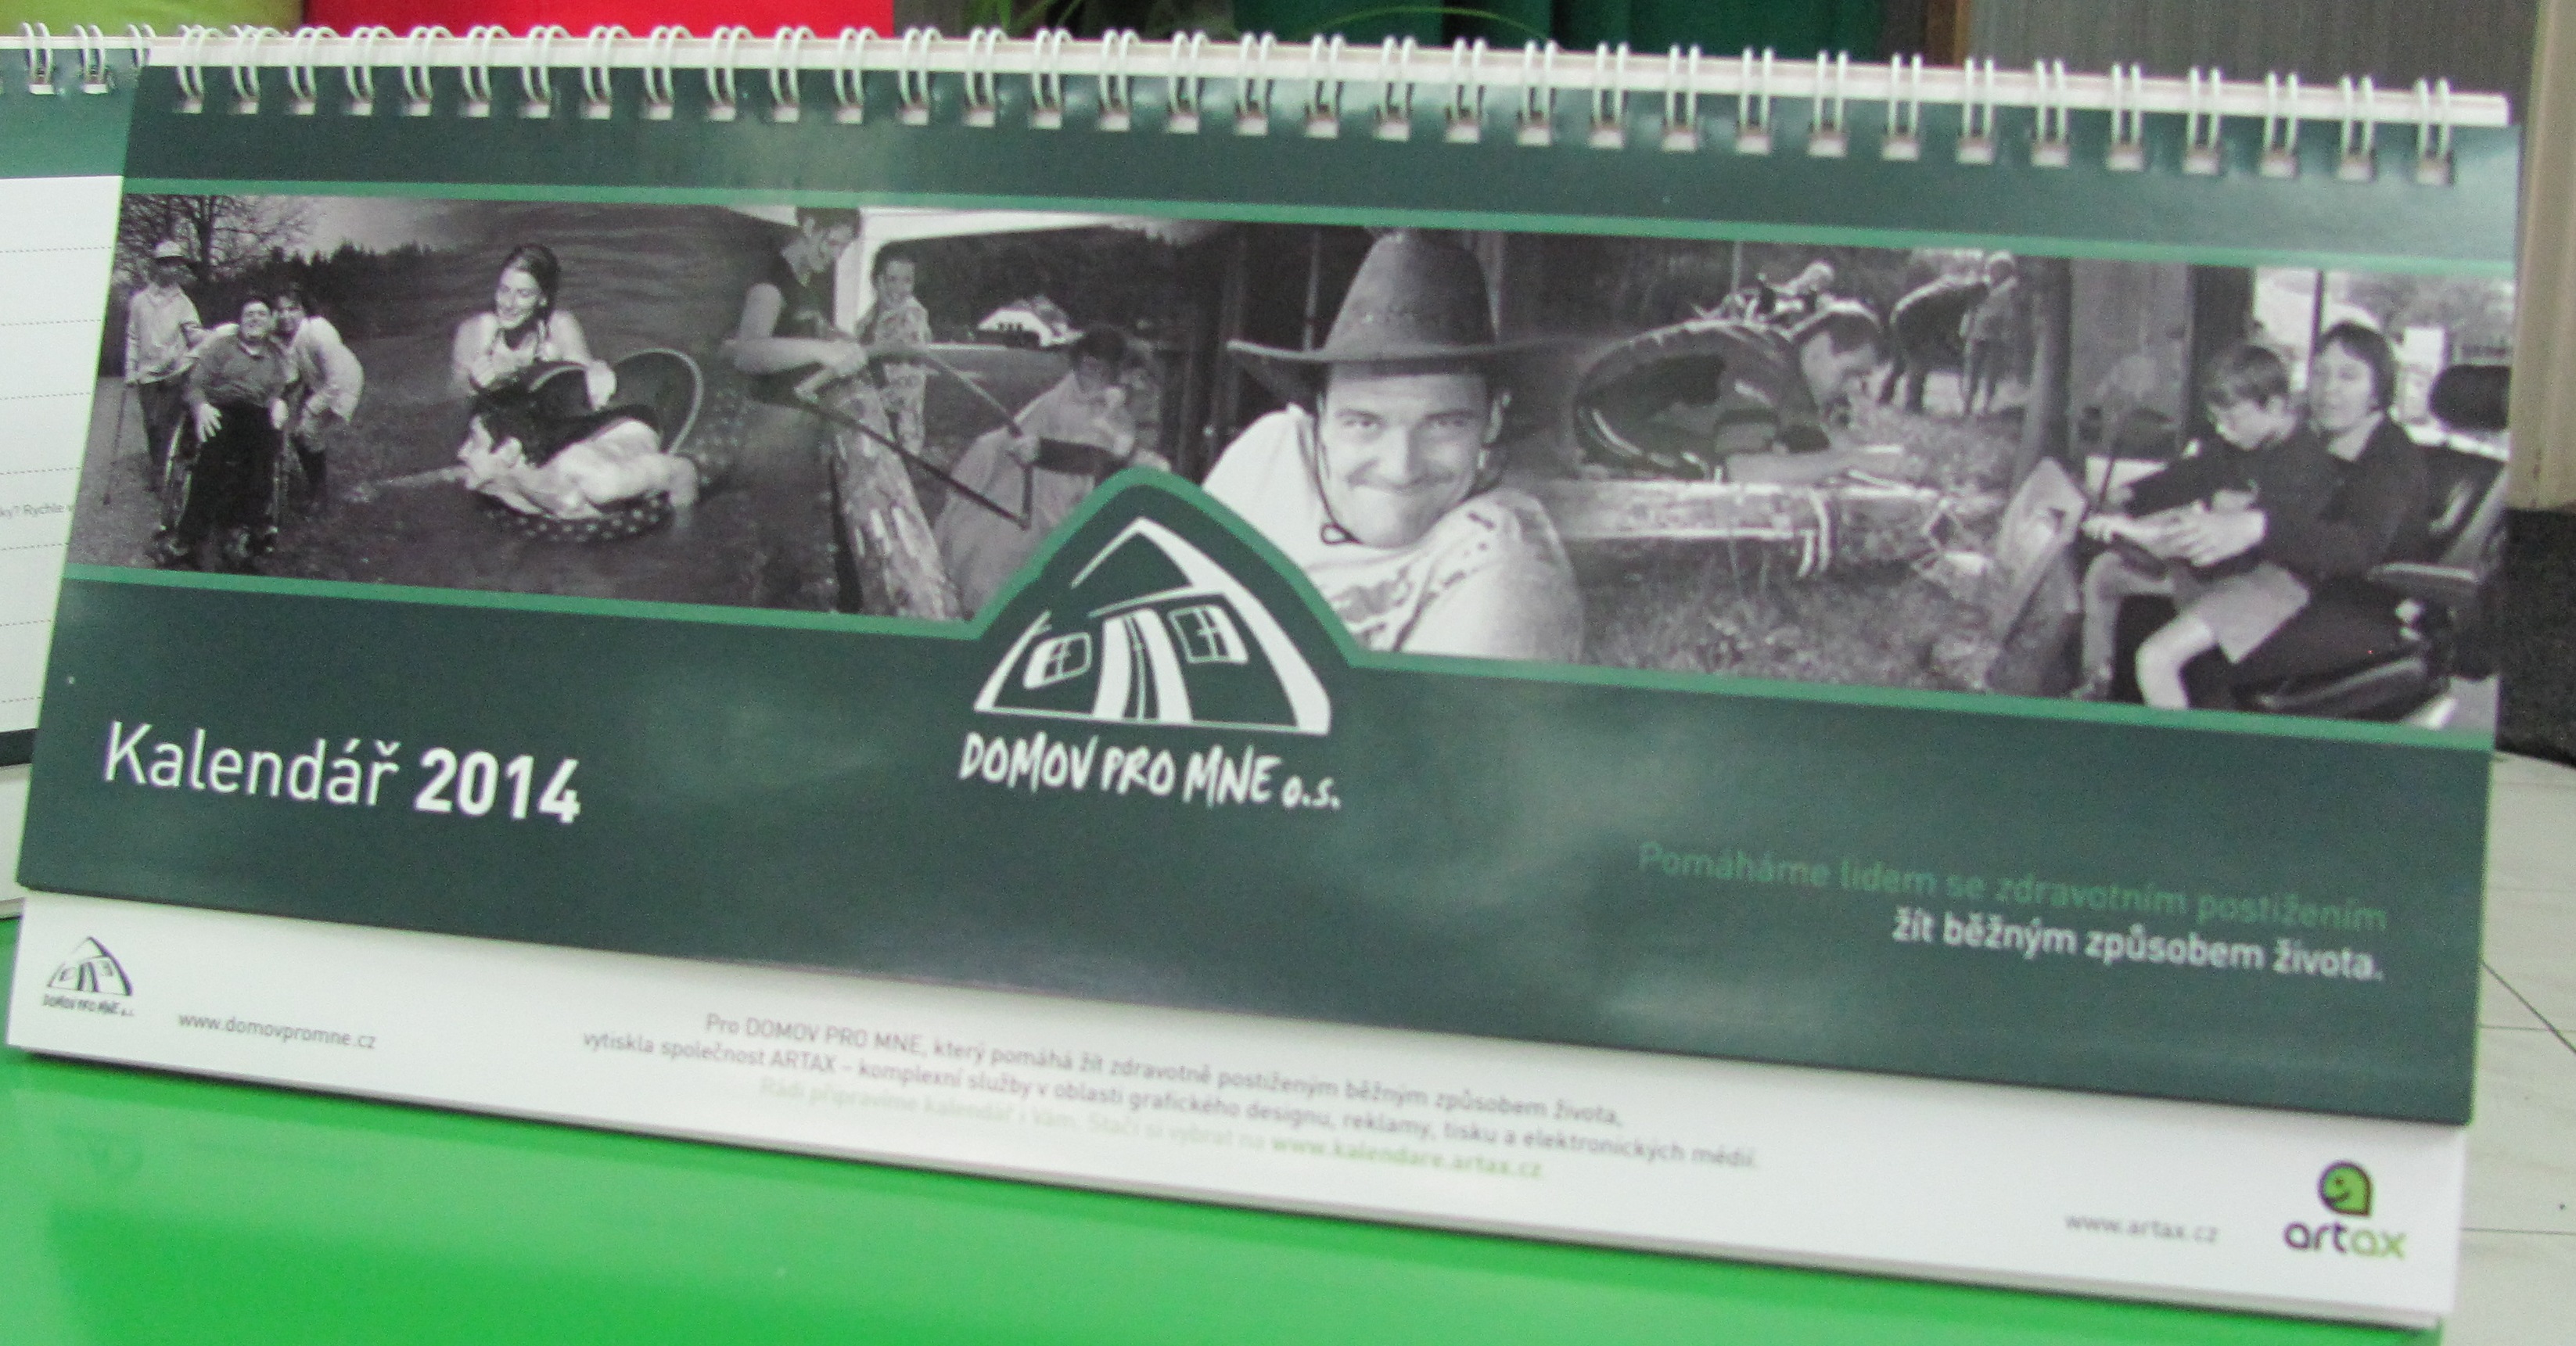 ky? Rychle
Kalendář 2014
DOMOV PRO MNE o.s.
Pomáháme lidem se zdravotním postižením
žít běžným způsobem života.
DOMOV PRO MNE o.s.
www.domovpromne.cz
Pro DOMOV PRO MNE, který pomáhá žít zdravotně postiženým běžným způsobem života,
vytiskla společnost ARTAX – komplexní služby v oblasti grafického designu, reklamy, tisku a elektronických médií.
Rádi připravíme kalendář i Vám. Stačí si vybrat na www.kalendare.artax.cz
www.artax.cz
artax